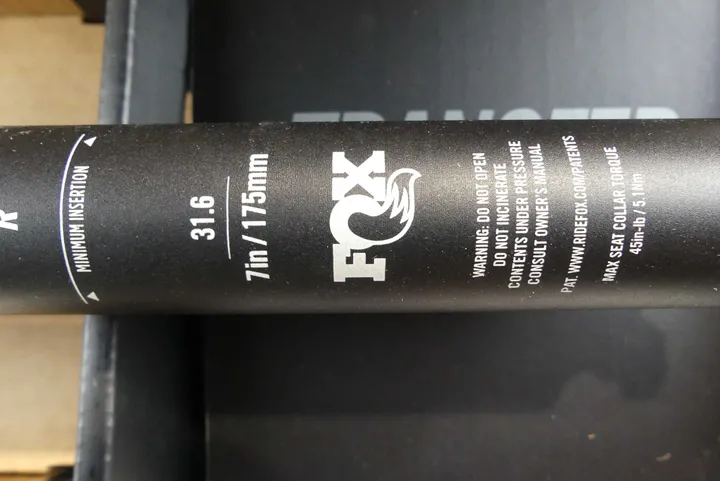 TRANSFER
R
MINIMUM INSERTION
31.6
7in / 175mm
FOX
WARNING: DO NOT OPEN
DO NOT INCINERATE
CONTENTS UNDER PRESSURE
CONSULT OWNER'S MANUAL
PAT. WWW.RIDEFOX.COM/PATENTS
MAX SEAT COLLAR TORQUE
45in-lb / 5.1Nm